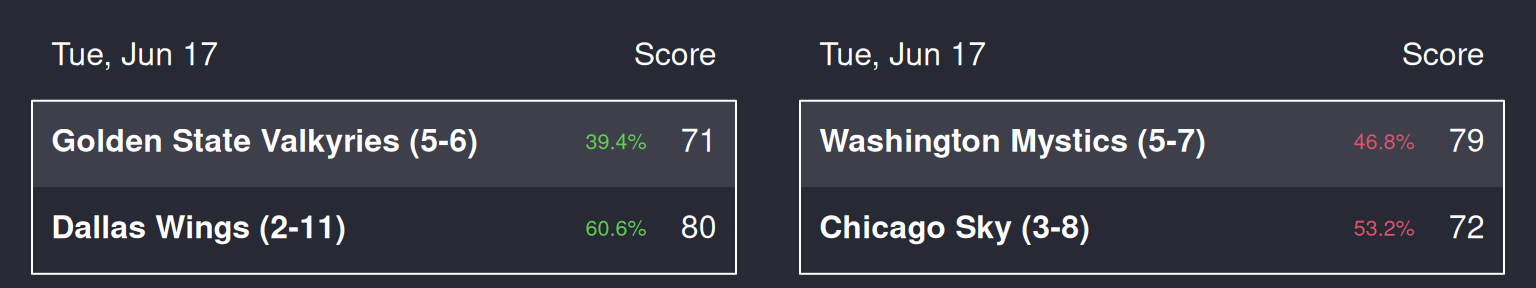 Tue, Jun 17 Score
Golden State Valkyries (5-6) 39.4% 71
Dallas Wings (2-11) 60.6% 80
Tue, Jun 17 Score
Washington Mystics (5-7) 46.8% 79
Chicago Sky (3-8) 53.2% 72